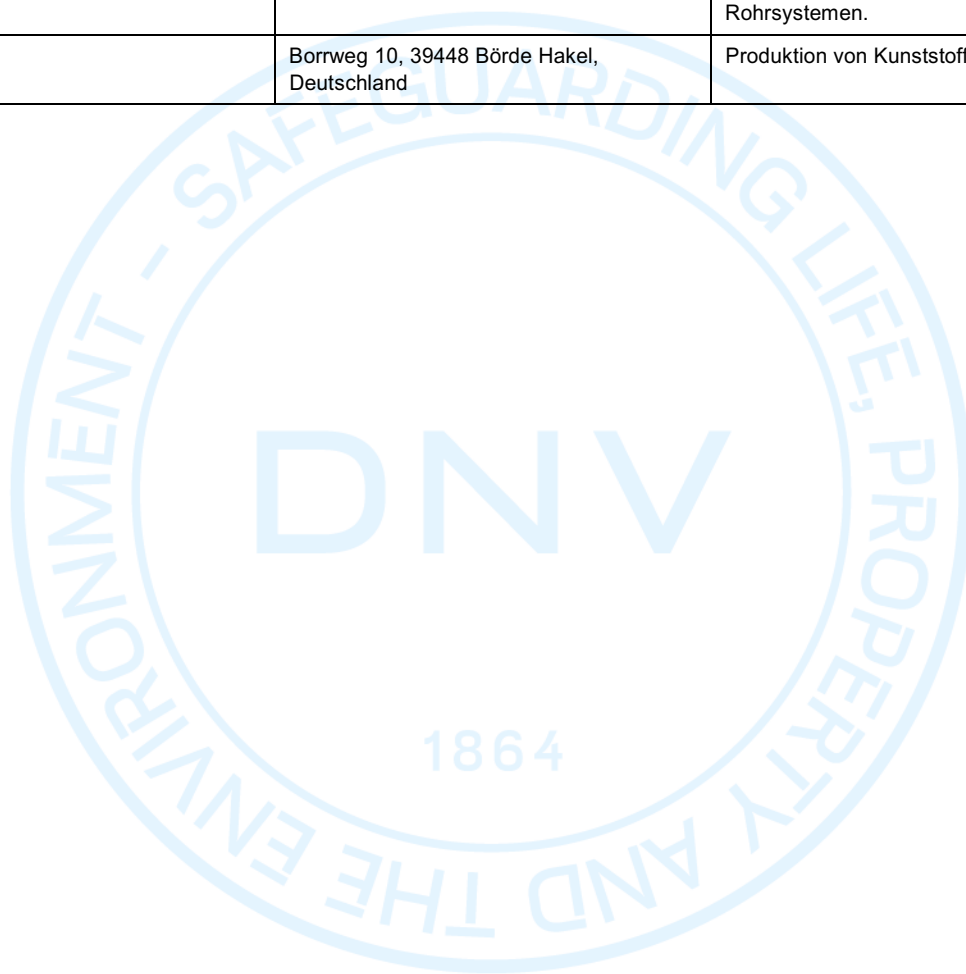 Rohrsystemen.
Borrweg 10, 39448 Börde Hakel,
Deutschland
Produktion von Kunststoff
SAFEGUARDING LIFE, PROPERTY AND THE ENVIRONMENT -
DNV
1864